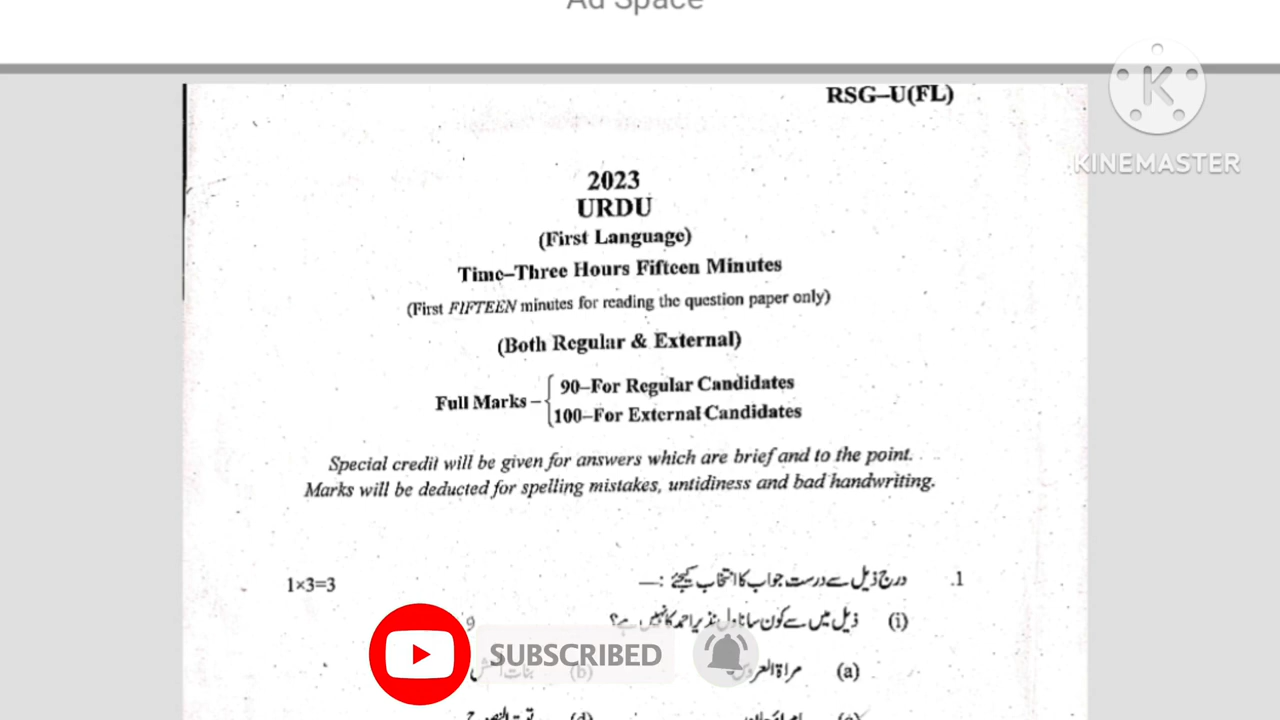 Ad Space
RSG–U(FL)
KINEMASTER
2023
URDU
(First Language)
Time–Three Hours Fifteen Minutes
(First FIFTEEN minutes for reading the question paper only)
(Both Regular & External)
Full Marks – 90–For Regular Candidates
100–For External Candidates
Special credit will be given for answers which are brief and to the point.
Marks will be deducted for spelling mistakes, untidiness and bad handwriting.
1. درج ذیل سے درست جواب کا انتخاب کیجئے :— 1×3=3
(i) ذیل میں سے کون سا ناول نذیر احمد کا نہیں ہے؟
SUBSCRIBED
(a) مراۃ العروس (b) بنات
(d)